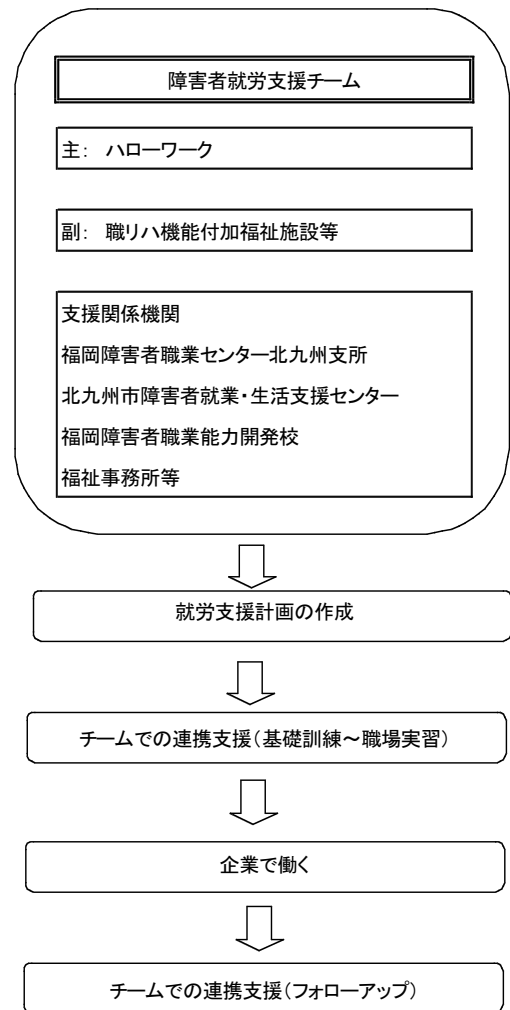 障害者就労支援チーム
主:　ハローワーク
副:　職リハ機能付加福祉施設等
支援関係機関
福岡障害者職業センター北九州支所
北九州市障害者就業・生活支援センター
福岡障害者職業能力開発校
福祉事務所等
就労支援計画の作成
チームでの連携支援(基礎訓練～職場実習)
企業で働く
チームでの連携支援(フォローアップ)